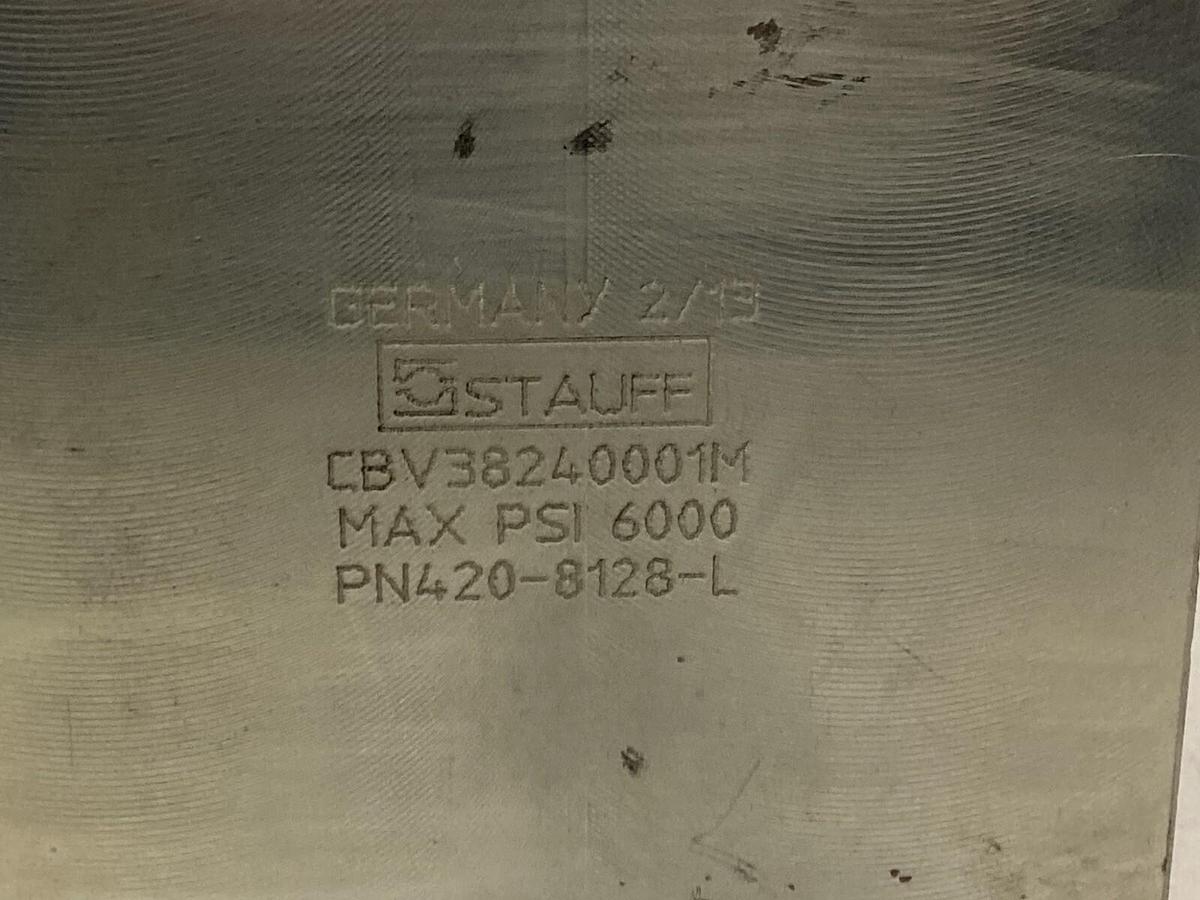 GERMANY 2/13
STAUFF
CBV38240001M
MAX PSI 6000
PN420-8128-L